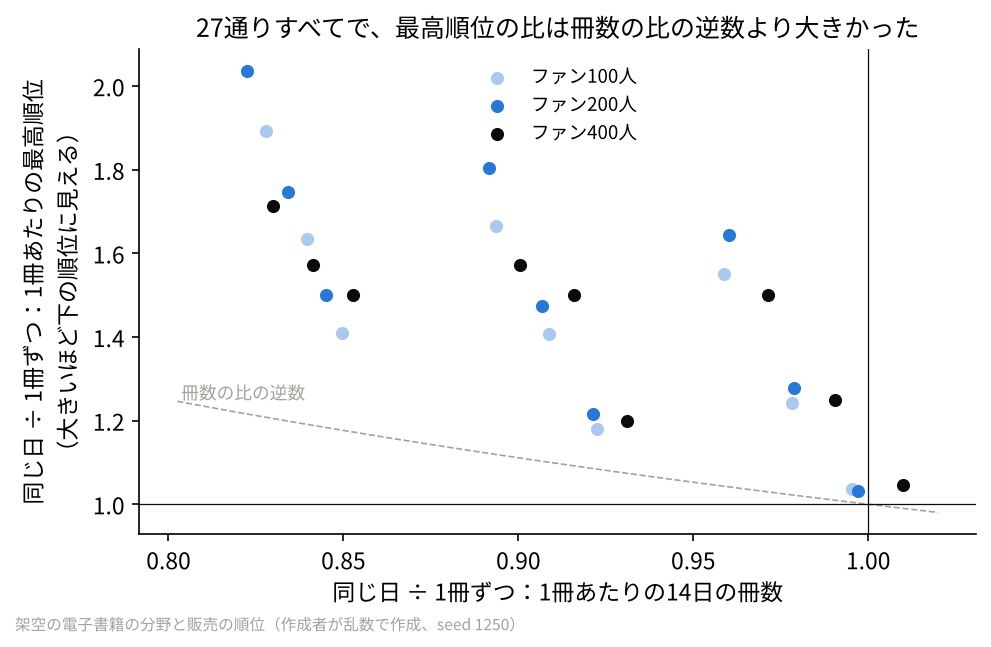 27通りすべてで、最高順位の比は冊数の比の逆数より大きかった
同じ日 ÷ 1冊ずつ：1冊あたりの最高順位
（大きいほど下の順位に見える）
ファン100人
ファン200人
ファン400人
冊数の比の逆数
2.0
1.8
1.6
1.4
1.2
1.0
0.80
0.85
0.90
0.95
1.00
同じ日 ÷ 1冊ずつ：1冊あたりの14日の冊数
架空の電子書籍の分野と販売の順位（作成者が乱数で作成、seed 1250）